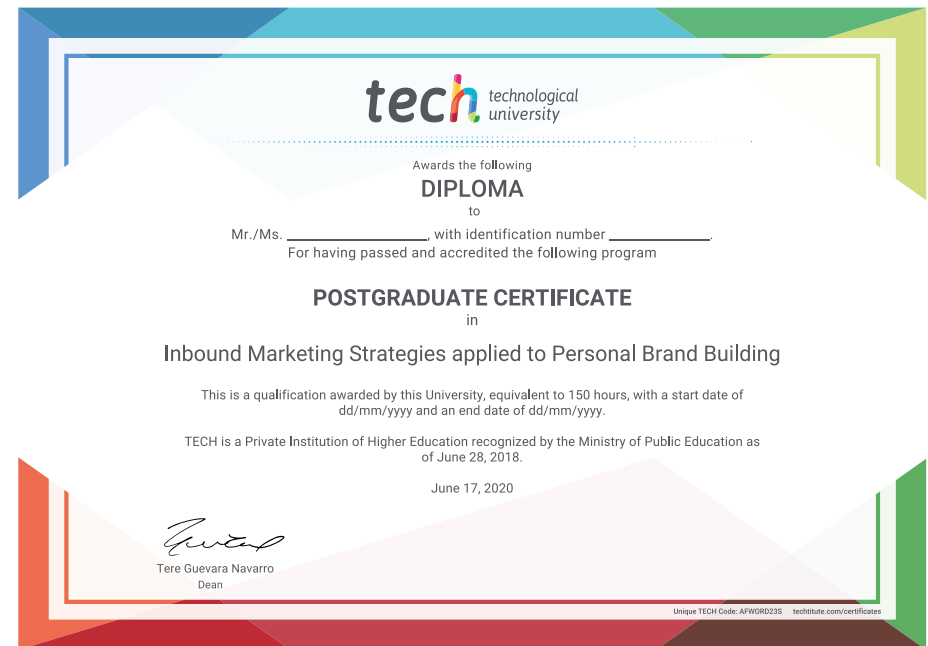 tech technological
university
Awards the following
DIPLOMA
to
Mr./Ms. ____________________, with identification number ______________.
For having passed and accredited the following program
POSTGRADUATE CERTIFICATE
in
Inbound Marketing Strategies applied to Personal Brand Building
This is a qualification awarded by this University, equivalent to 150 hours, with a start date of
dd/mm/yyyy and an end date of dd/mm/yyyy.
TECH is a Private Institution of Higher Education recognized by the Ministry of Public Education as
of June 28, 2018.
June 17, 2020
Tere Guevara Navarro
Dean
Unique TECH Code: AFWORD23S techtitute.com/certificates